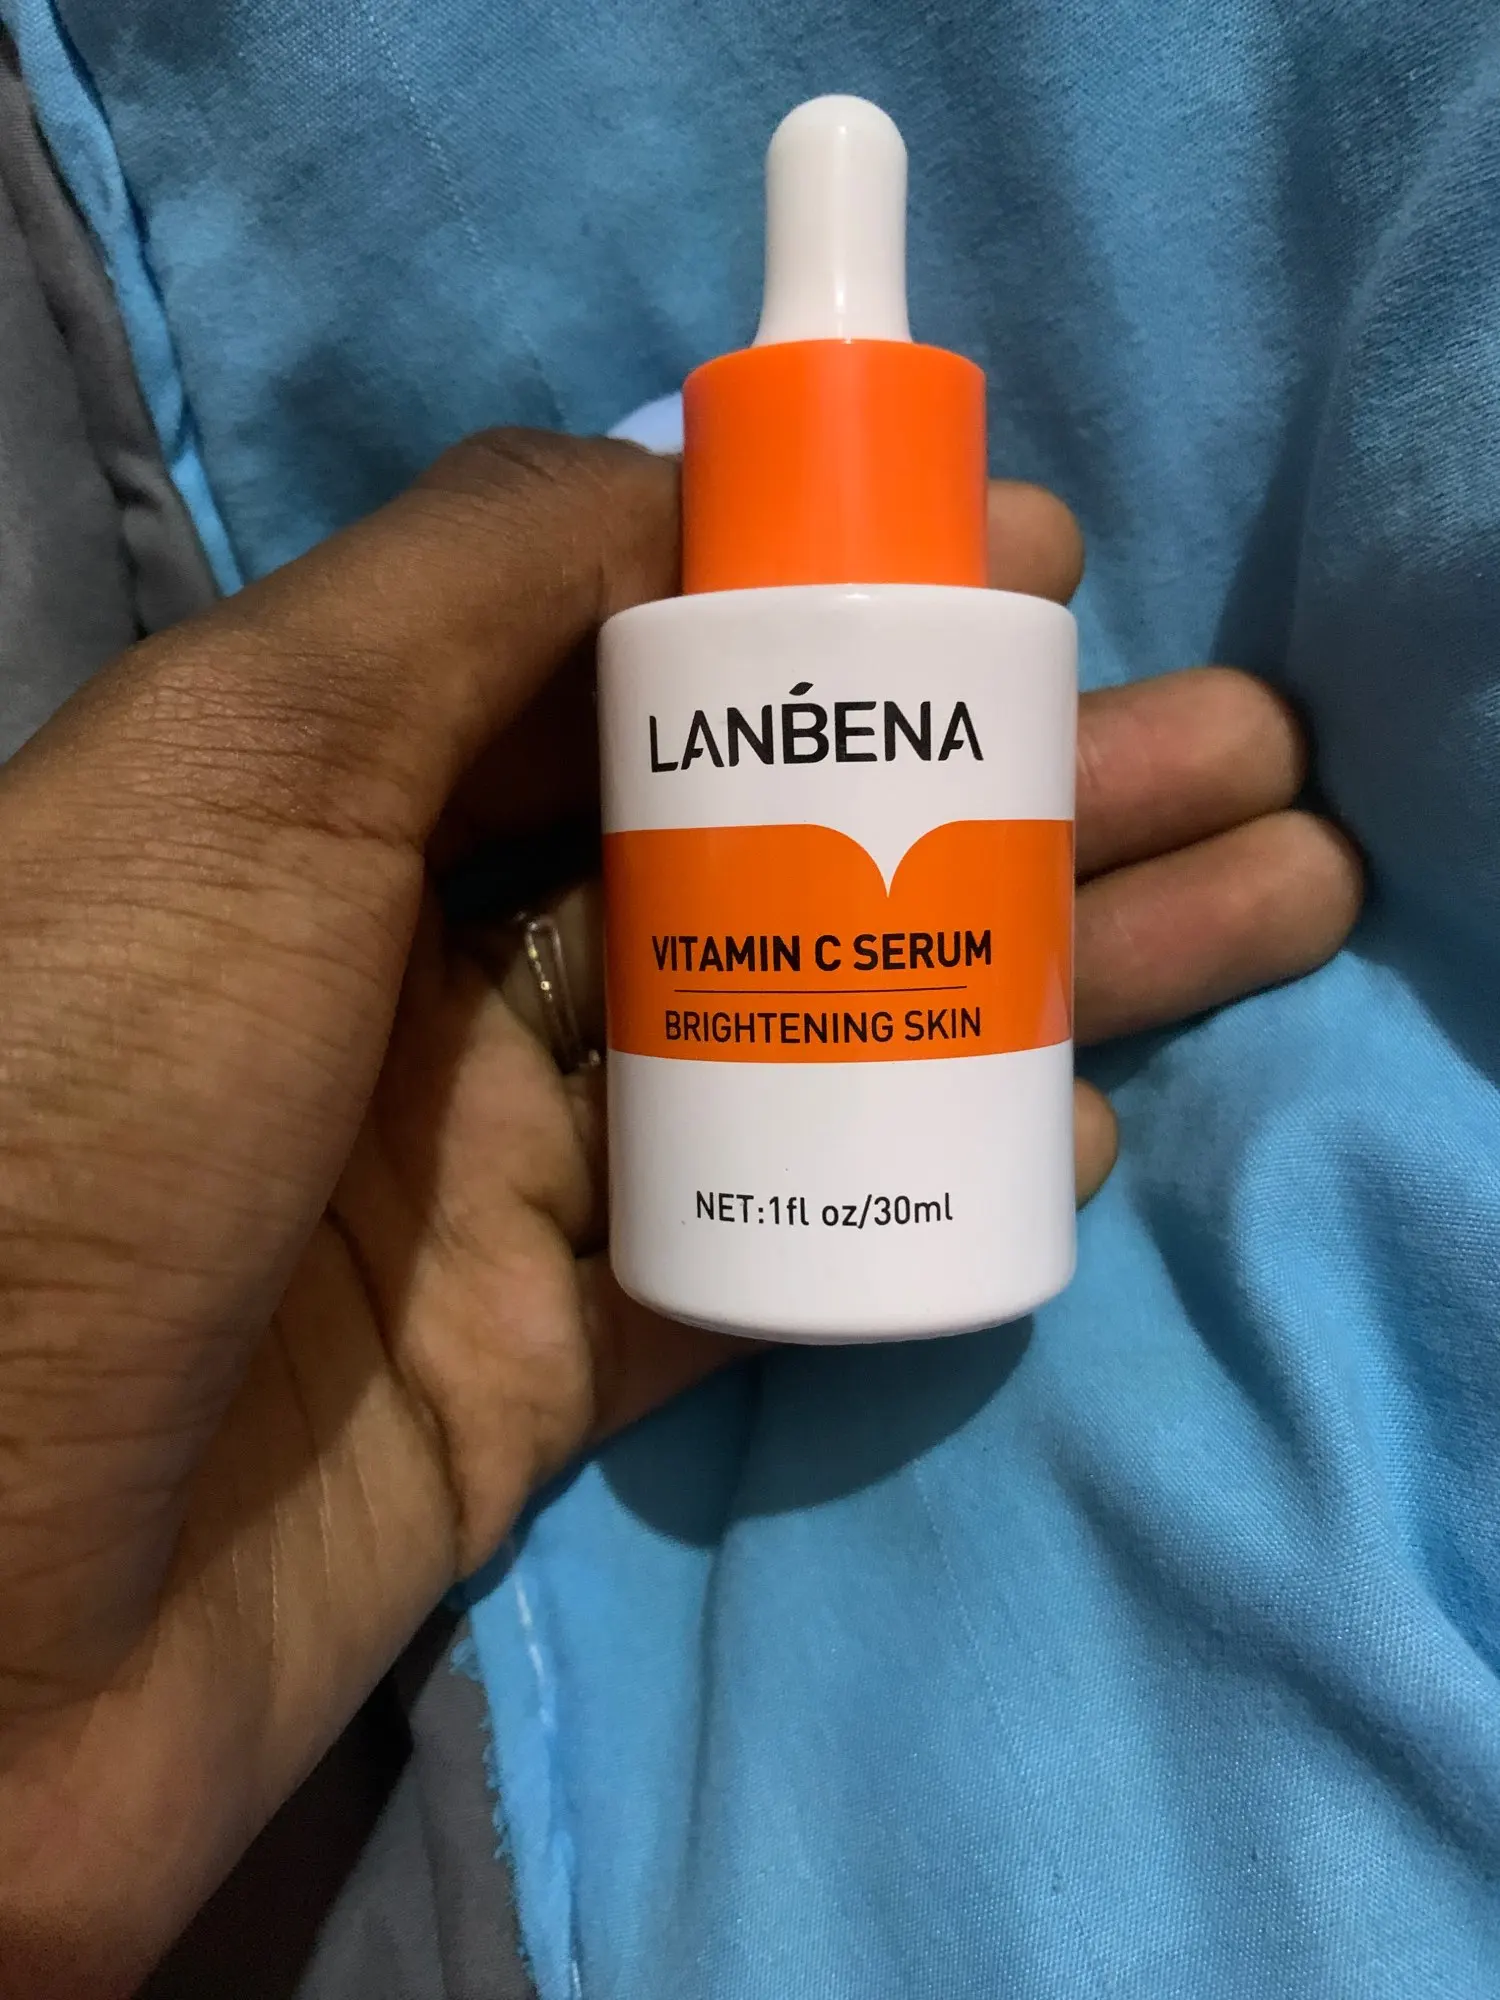 LANBENA
VITAMIN C SERUM
BRIGHTENING SKIN
NET:1fl oz/30ml